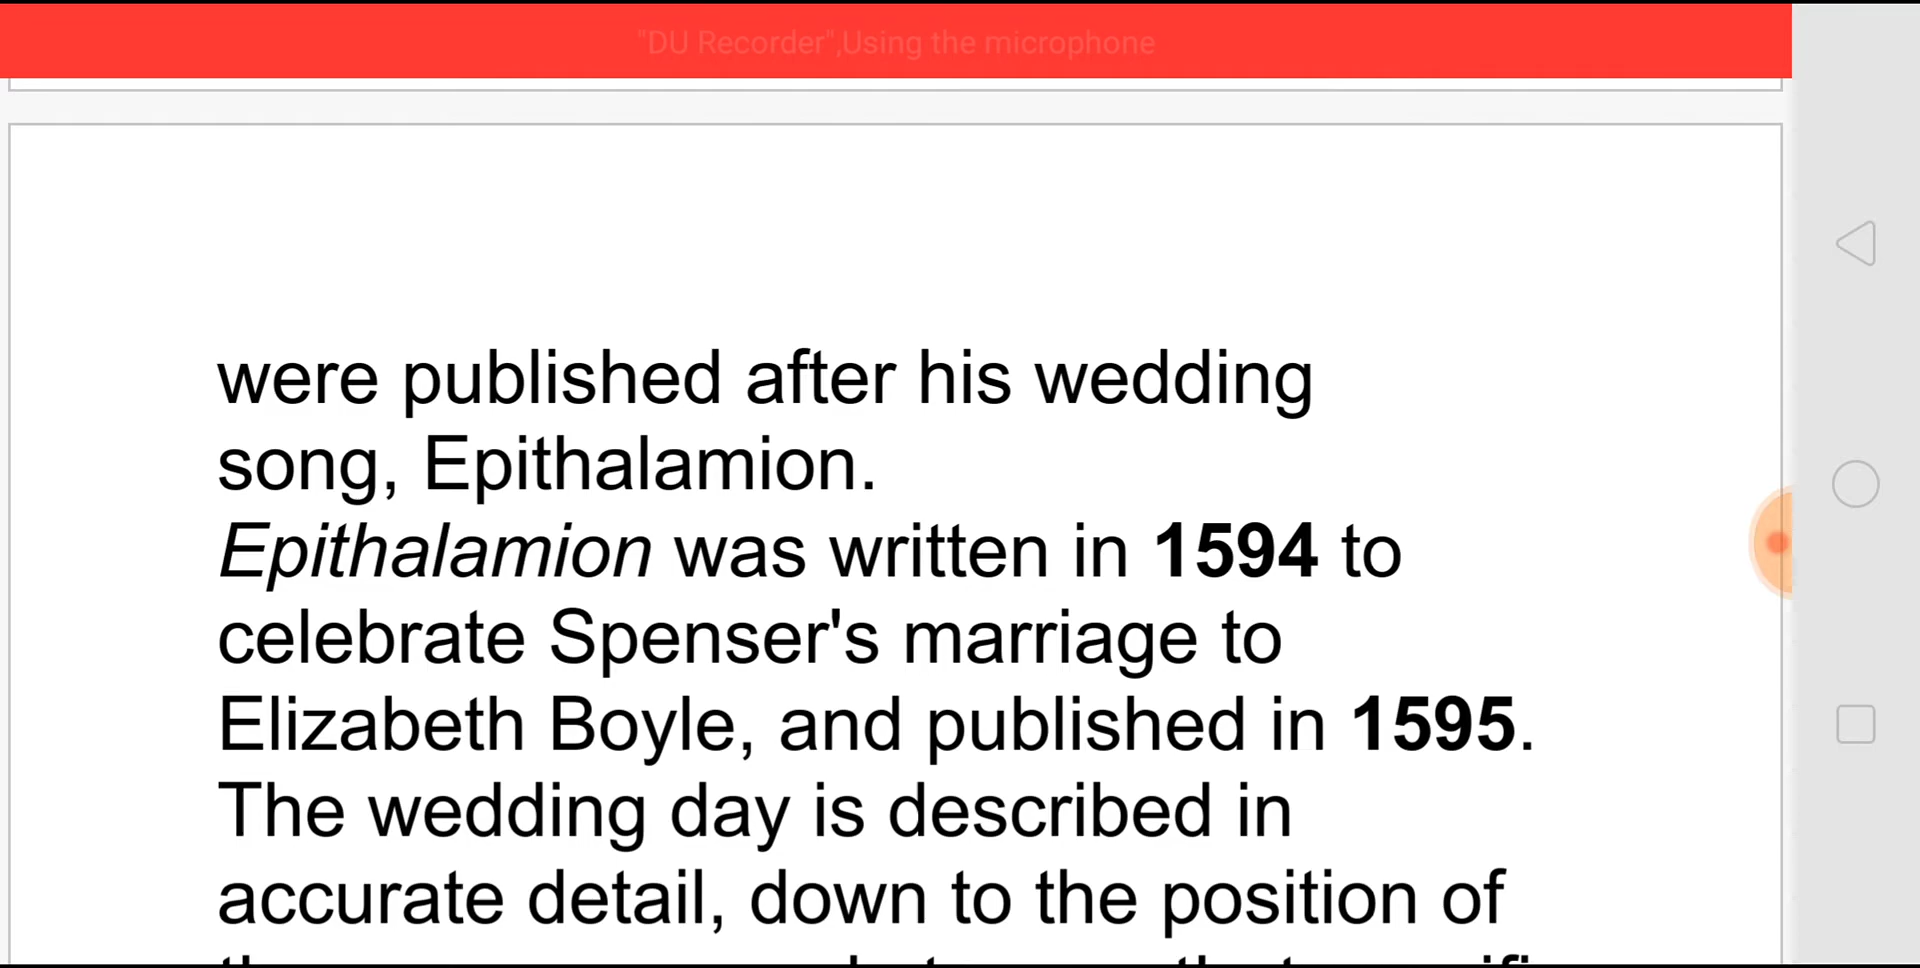 "DU Recorder",Using the microphone
were published after his wedding
song, Epithalamion.
Epithalamion was written in 1594 to
celebrate Spenser's marriage to
Elizabeth Boyle, and published in 1595.
The wedding day is described in
accurate detail, down to the position of